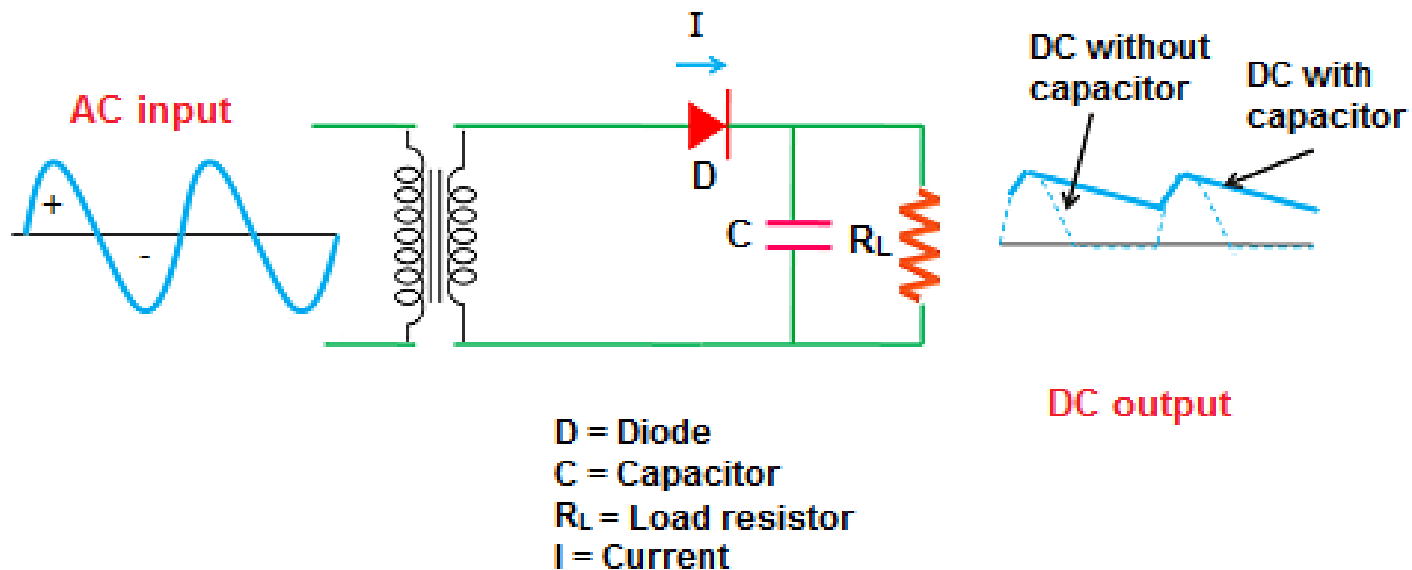 I
DC without
capacitor
DC with
capacitor
AC input
+
-
D
C
RL
DC output
D = Diode
C = Capacitor
RL = Load resistor
I = Current